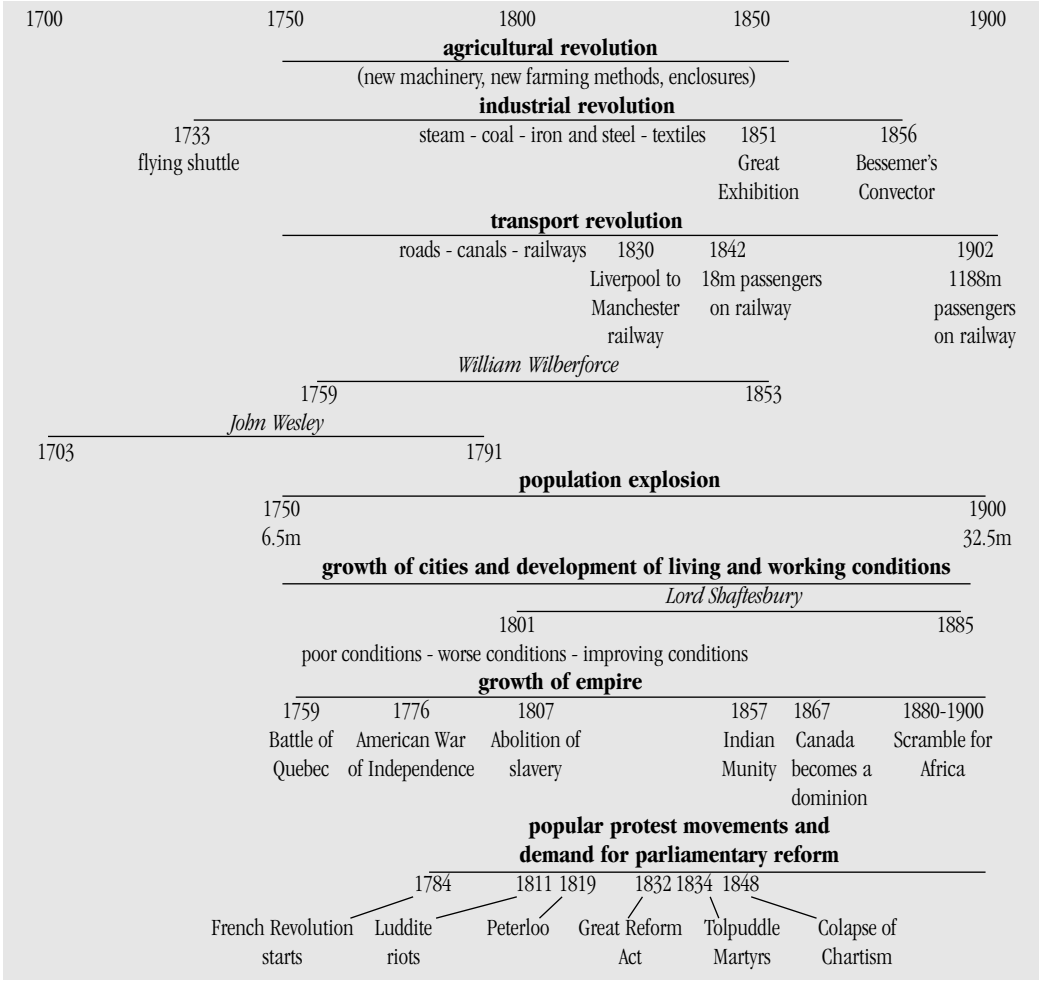 1700 1750 1800 1850 1900
agricultural revolution
(new machinery, new farming methods, enclosures)
industrial revolution
1733 steam - coal - iron and steel - textiles 1851 1856
flying shuttle Great Bessemer's
Exhibition Convector
transport revolution
roads - canals - railways 1830 1842 1902
Liverpool to 18m passengers 1188m
Manchester on railway passengers
railway on railway
William Wilberforce
1759 1853
John Wesley
1703 1791
population explosion
1750 1900
6.5m 32.5m
growth of cities and development of living and working conditions
Lord Shaftesbury
1801 1885
poor conditions - worse conditions - improving conditions
growth of empire
1759 1776 1807 1857 1867 1880-1900
Battle of American War Abolition of Indian Canada Scramble for
Quebec of Independence slavery Munity becomes a Africa
dominion
popular protest movements and
demand for parliamentary reform
1784 1811 1819 1832 1834 1848
French Revolution Luddite Peterloo Great Reform Tolpuddle Colapse of
starts riots Act Martyrs Chartism